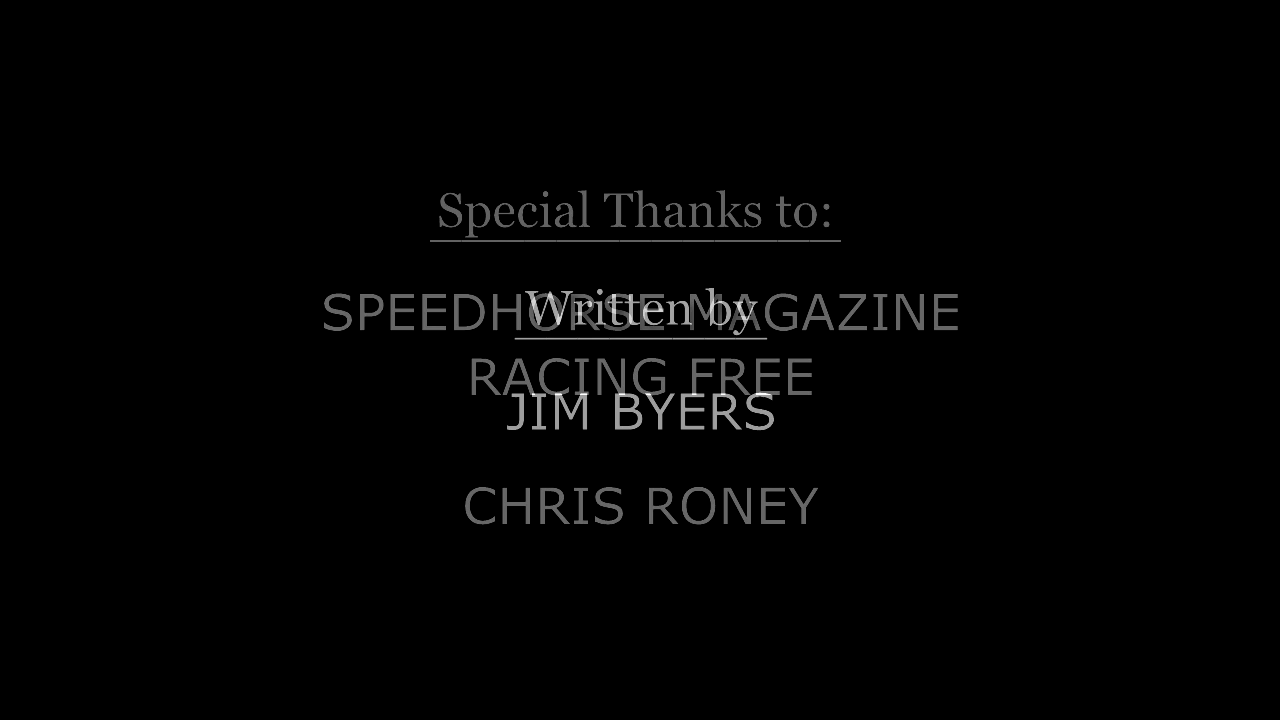 Special Thanks to:
SPEEDHORSE MAGAZINE
Written by
RACING FREE
JIM BYERS
CHRIS RONEY